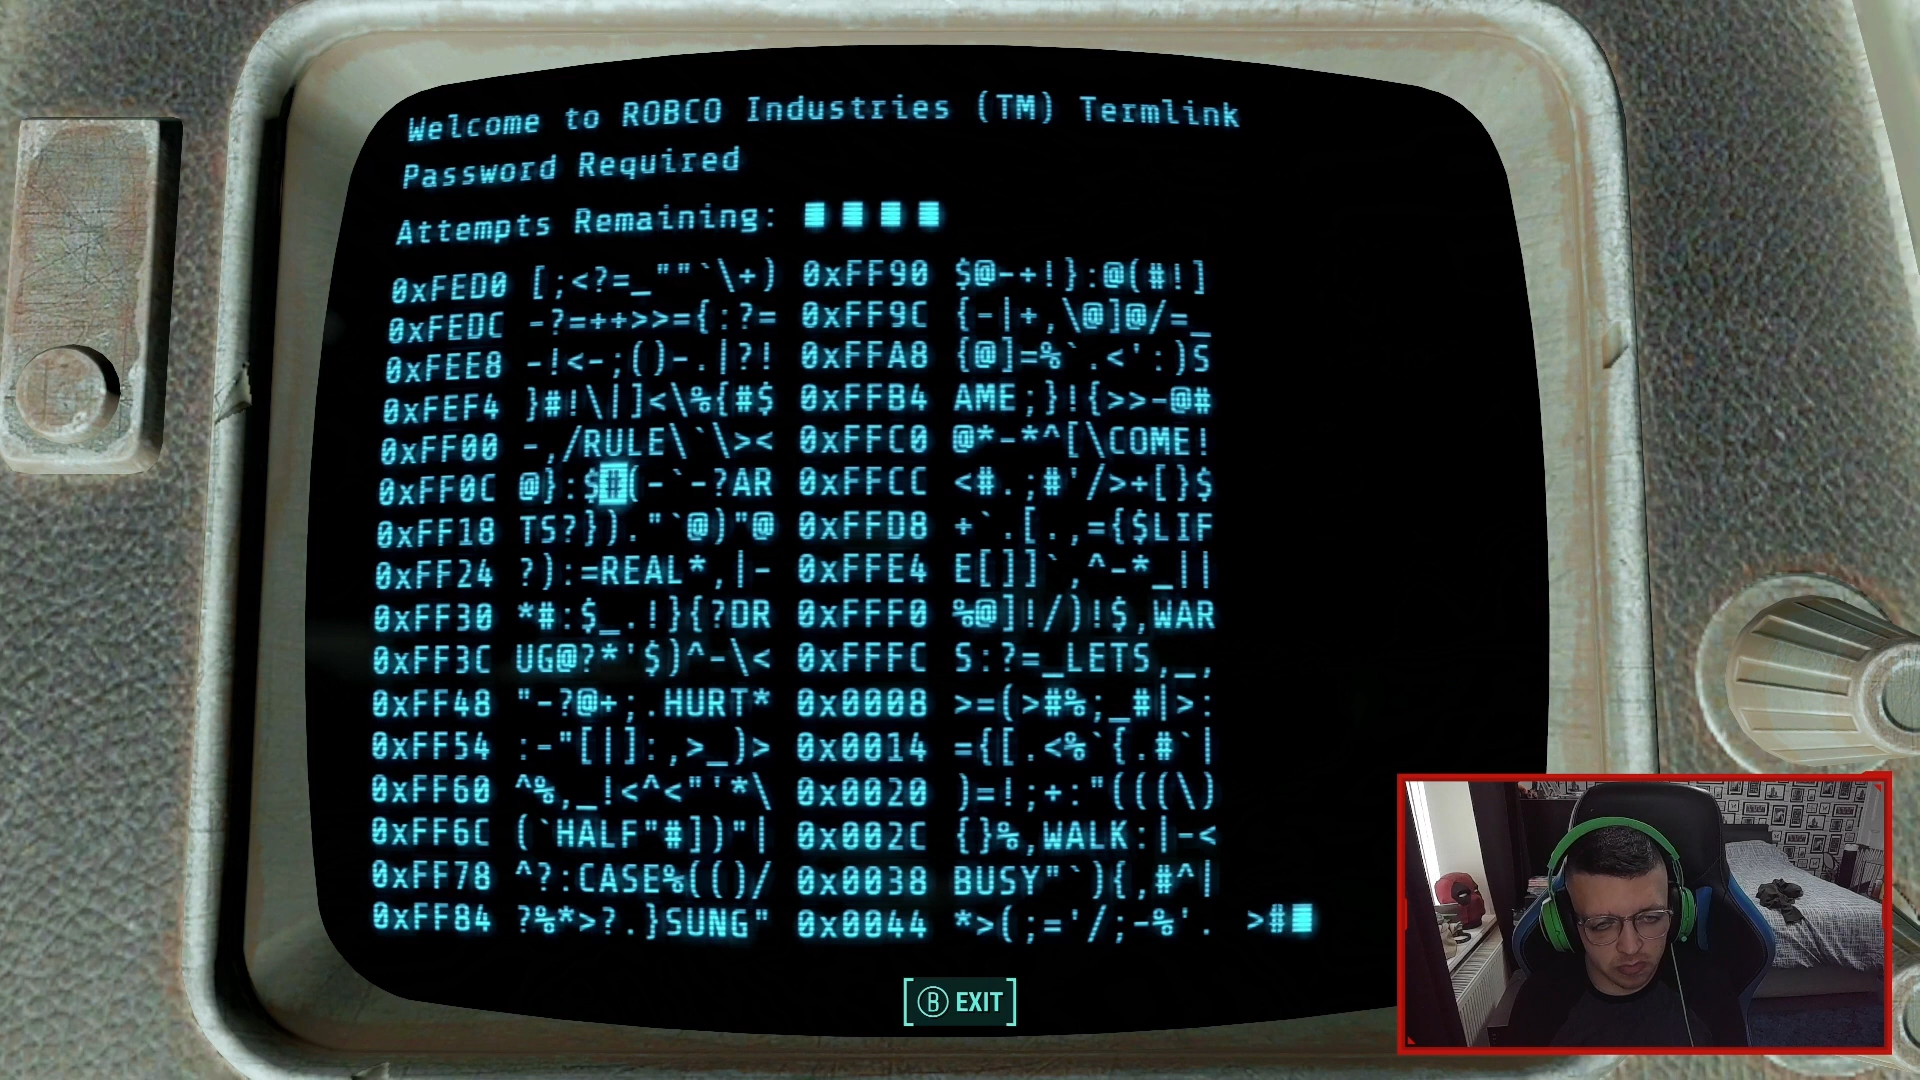 Welcome to ROBCO Industries (TM) Termlink
Password Required
Attempts Remaining:
0xFED0 [;<?=_""`\+) 0xFF90 $@-+!}:@(#!]
0xFEDC -?=++>>={:?= 0xFF9C {-|+,\@]@/=_
0xFEE8 -!<-;()-.|?! 0xFFA8 {@]=%`.<':)S
0xFEF4 }#!\|]<\%{#$ 0xFFB4 AME;}!{>>-@#
0xFF00 -,/RULE\`\>< 0xFFC0 @*-*^[\COME!
0xFF0C @}:$#(-`-?AR 0xFFCC <#.;#'/>+[}$
0xFF18 TS?})."`@)"@ 0xFFD8 +`.[.,={$LIF
0xFF24 ?):=REAL*,|- 0xFFE4 E[]]`,^-*_||
0xFF30 *#:$_.!}{?DR 0xFFF0 %@]!/)!$,WAR
0xFF3C UG@?*'$)^-\< 0xFFFC S:?=_LETS,_,
0xFF48 "-?@+;.HURT* 0x0008 >=(>#%;_#|>:
0xFF54 :-"[|]:,>_)> 0x0014 ={[.<%`{.#`|
0xFF60 ^%,_!<^<"'*\ 0x0020 )=!;+:"(((\)
0xFF6C (`HALF"#])"| 0x002C {}%,WALK:|-<
0xFF78 ^?:CASE%(()/ 0x0038 BUSY"`){,#^|
0xFF84 ?%*>?.}SUNG" 0x0044 *>(;='/;-%'. >#
[Ⓑ EXIT]